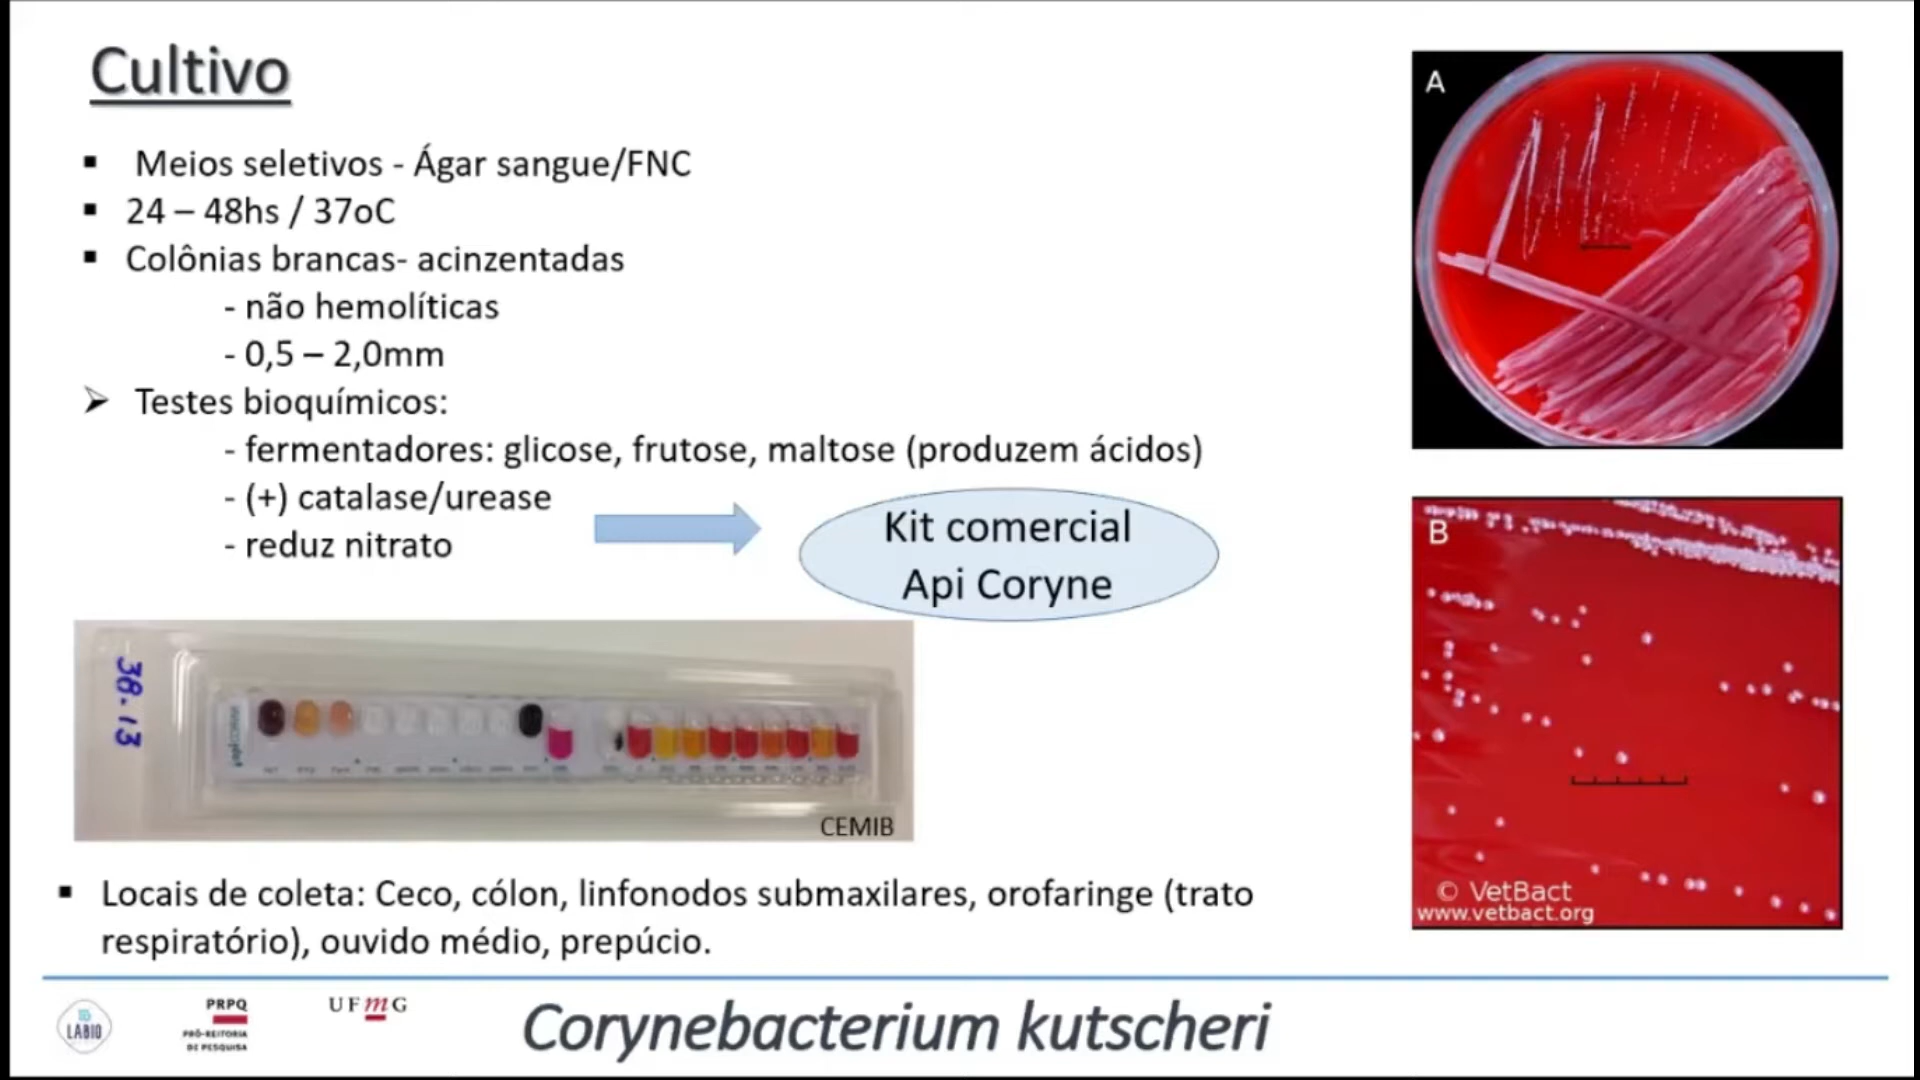 Cultivo
Meios seletivos - Ágar sangue/FNC
24 – 48hs / 37oC
Colônias brancas- acinzentadas
- não hemolíticas
- 0,5 – 2,0mm
Testes bioquímicos:
- fermentadores: glicose, frutose, maltose (produzem ácidos)
- (+) catalase/urease
- reduz nitrato
Kit comercial
Api Coryne
38.13
CEMIB
Locais de coleta: Ceco, cólon, linfonodos submaxilares, orofaringe (trato
respiratório), ouvido médio, prepúcio.
A
B
© VetBact
www.vetbact.org
LABIO
PRPQ
PRÓ-REITORIA
DE PESQUISA
UFmG
Corynebacterium kutscheri